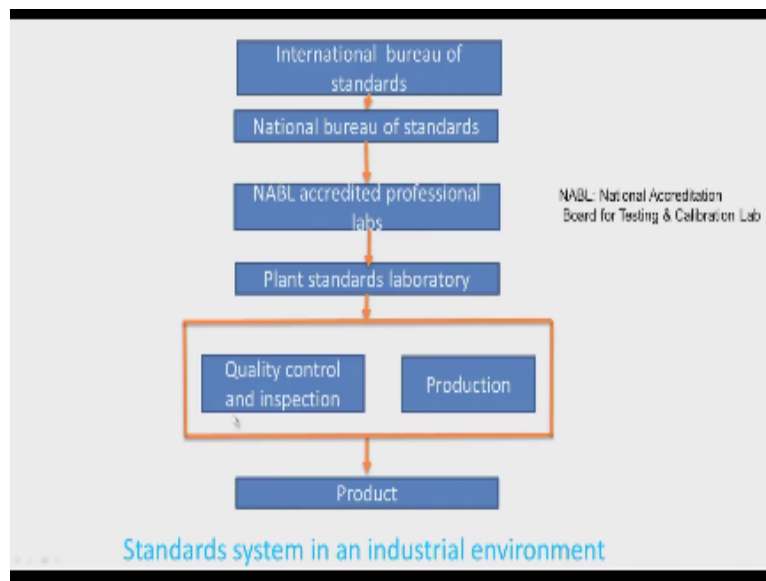 International bureau of
standards
National bureau of standards
NABL accredited professional
labs
NABL: National Accreditation
Board for Testing & Calibration Lab
Plant standards laboratory
Quality control
and inspection
Production
Product
Standards system in an industrial environment